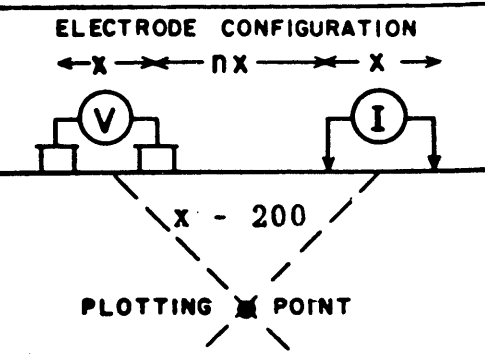 ELECTRODE CONFIGURATION
x nx x
V I
x - 200
PLOTTING POINT